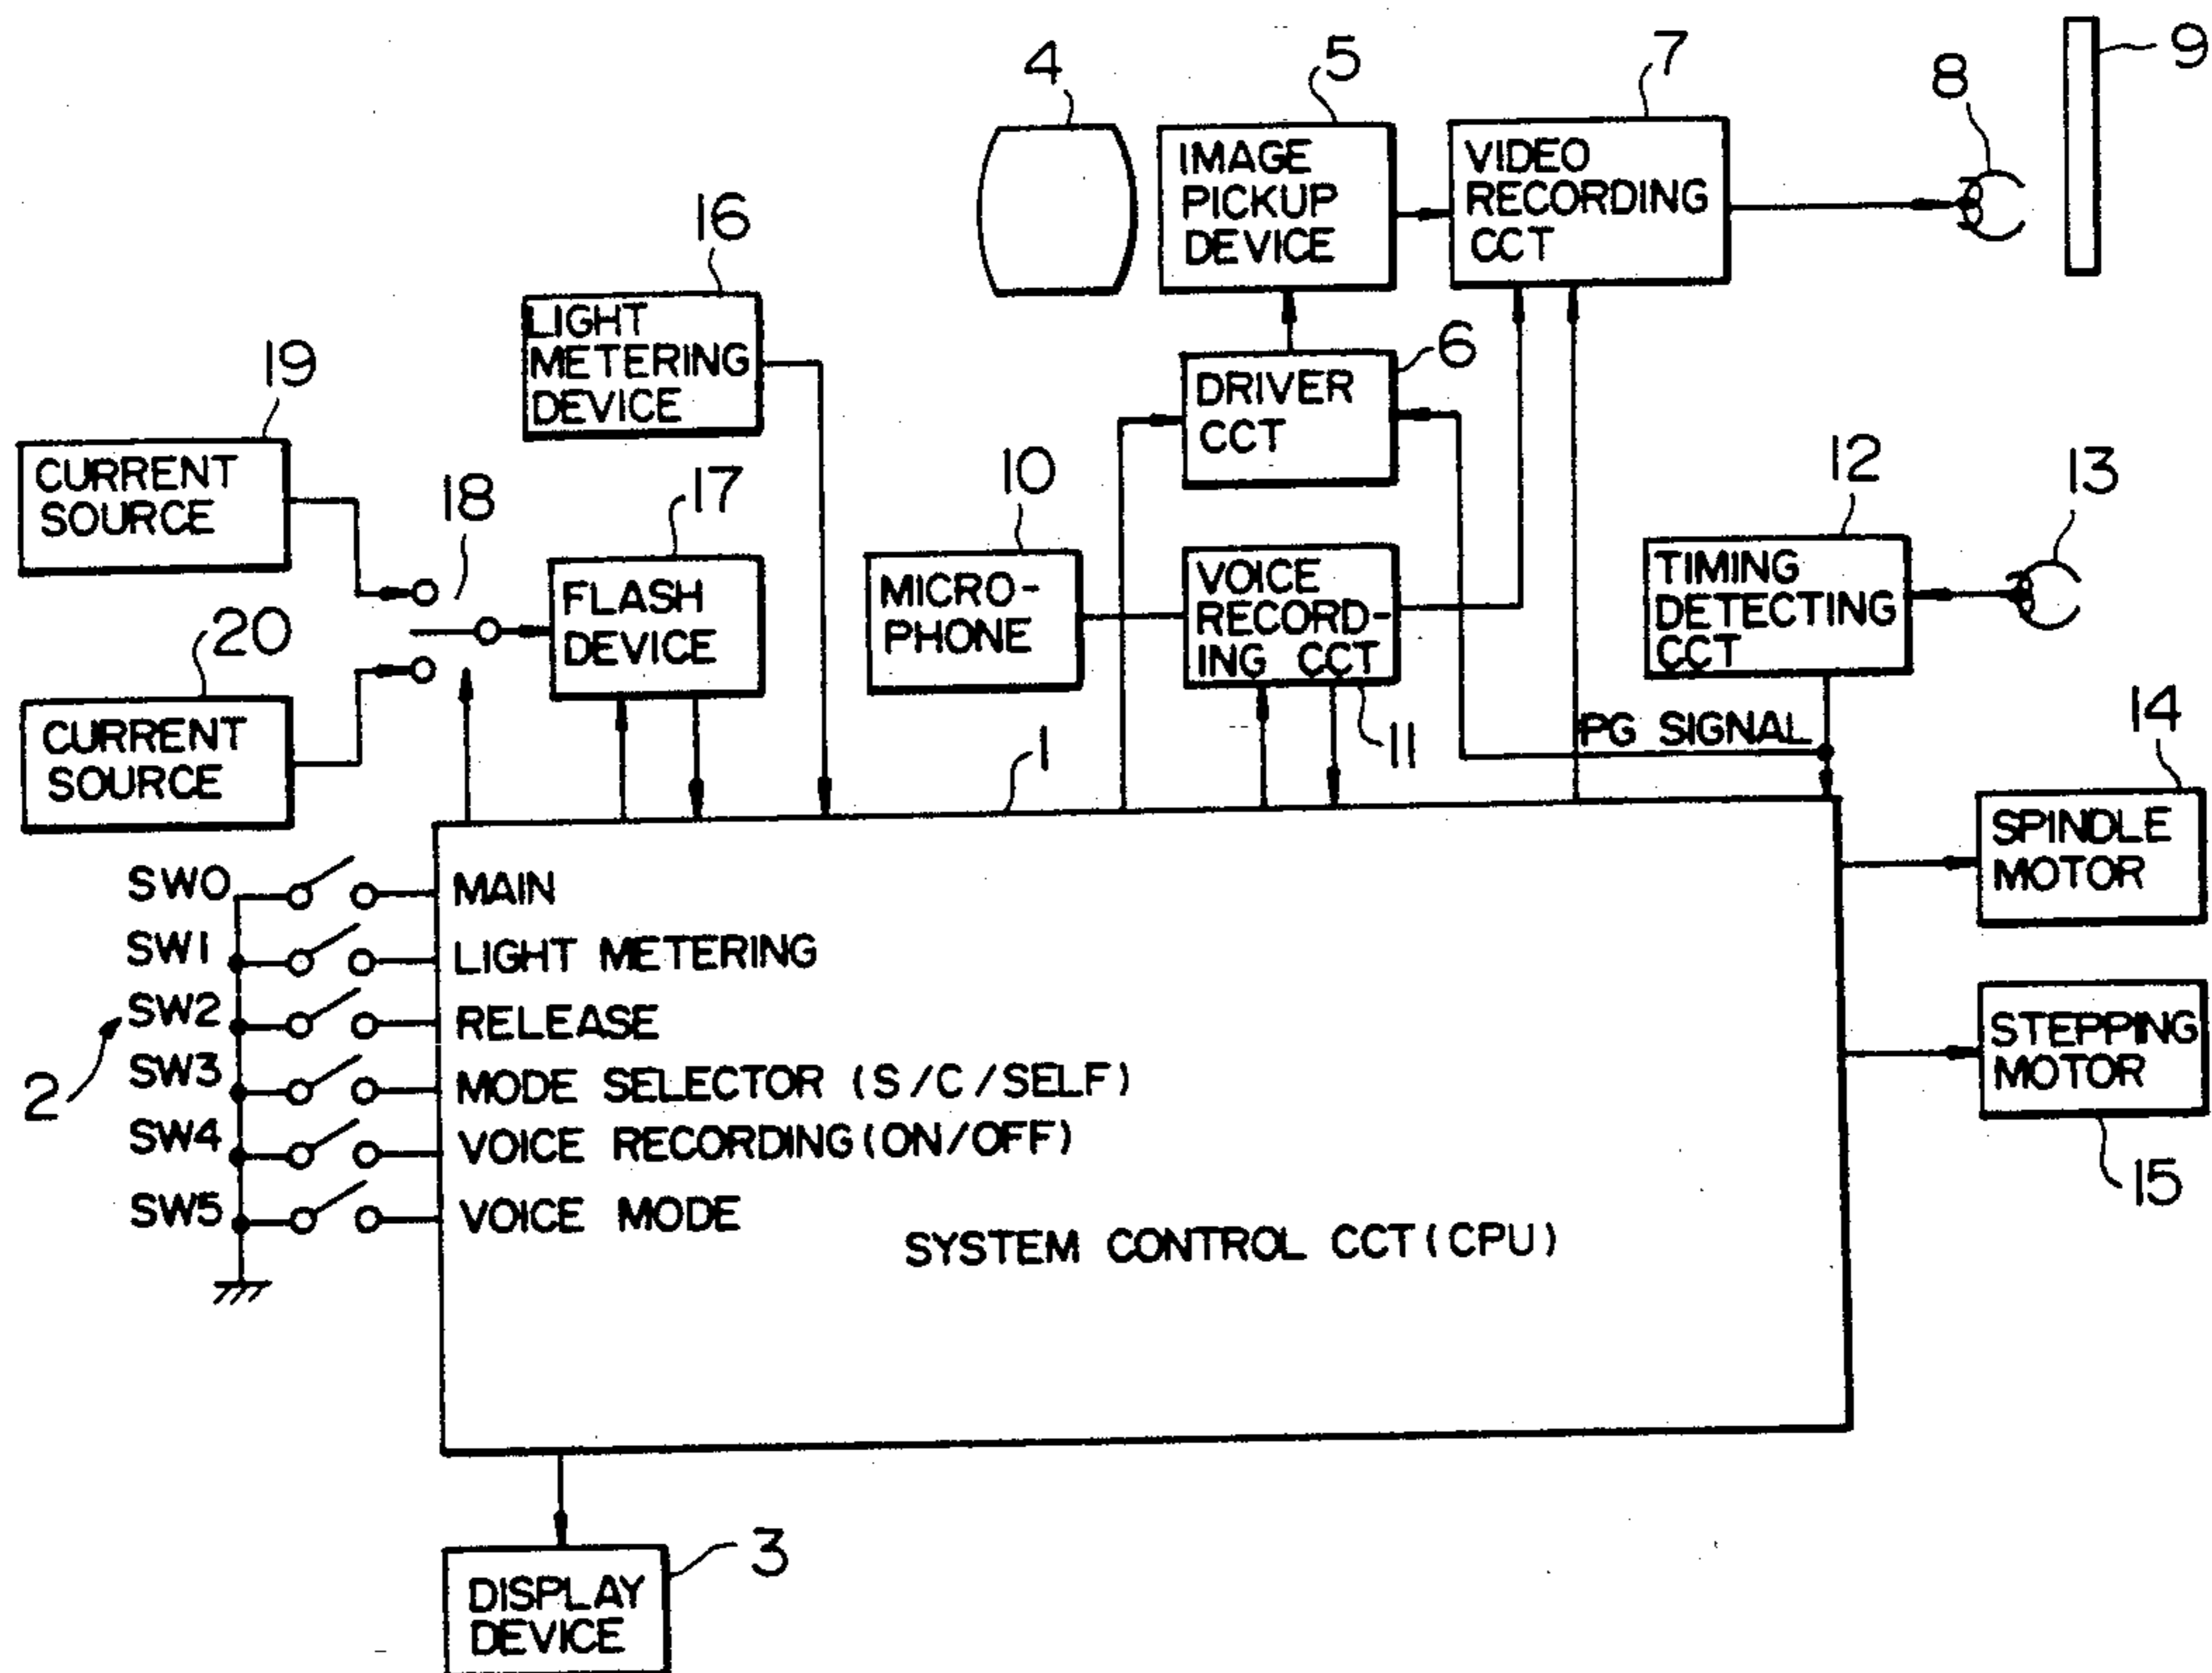 4
5
7
8
9
IMAGE
PICKUP
DEVICE
VIDEO
RECORDING
CCT
16
LIGHT
METERING
DEVICE
6
DRIVER
CCT
19
CURRENT
SOURCE
18
17
FLASH
DEVICE
10
MICRO-
PHONE
VOICE
RECORD-
ING CCT
11
12
TIMING
DETECTING
CCT
13
20
CURRENT
SOURCE
PG SIGNAL
1
14
SPINDLE
MOTOR
SW0
MAIN
SW1
LIGHT METERING
SW2
RELEASE
2
SW3
MODE SELECTOR (S/C/SELF)
SW4
VOICE RECORDING (ON/OFF)
SW5
VOICE MODE
SYSTEM CONTROL CCT (CPU)
STEPPING
MOTOR
15
3
DISPLAY
DEVICE